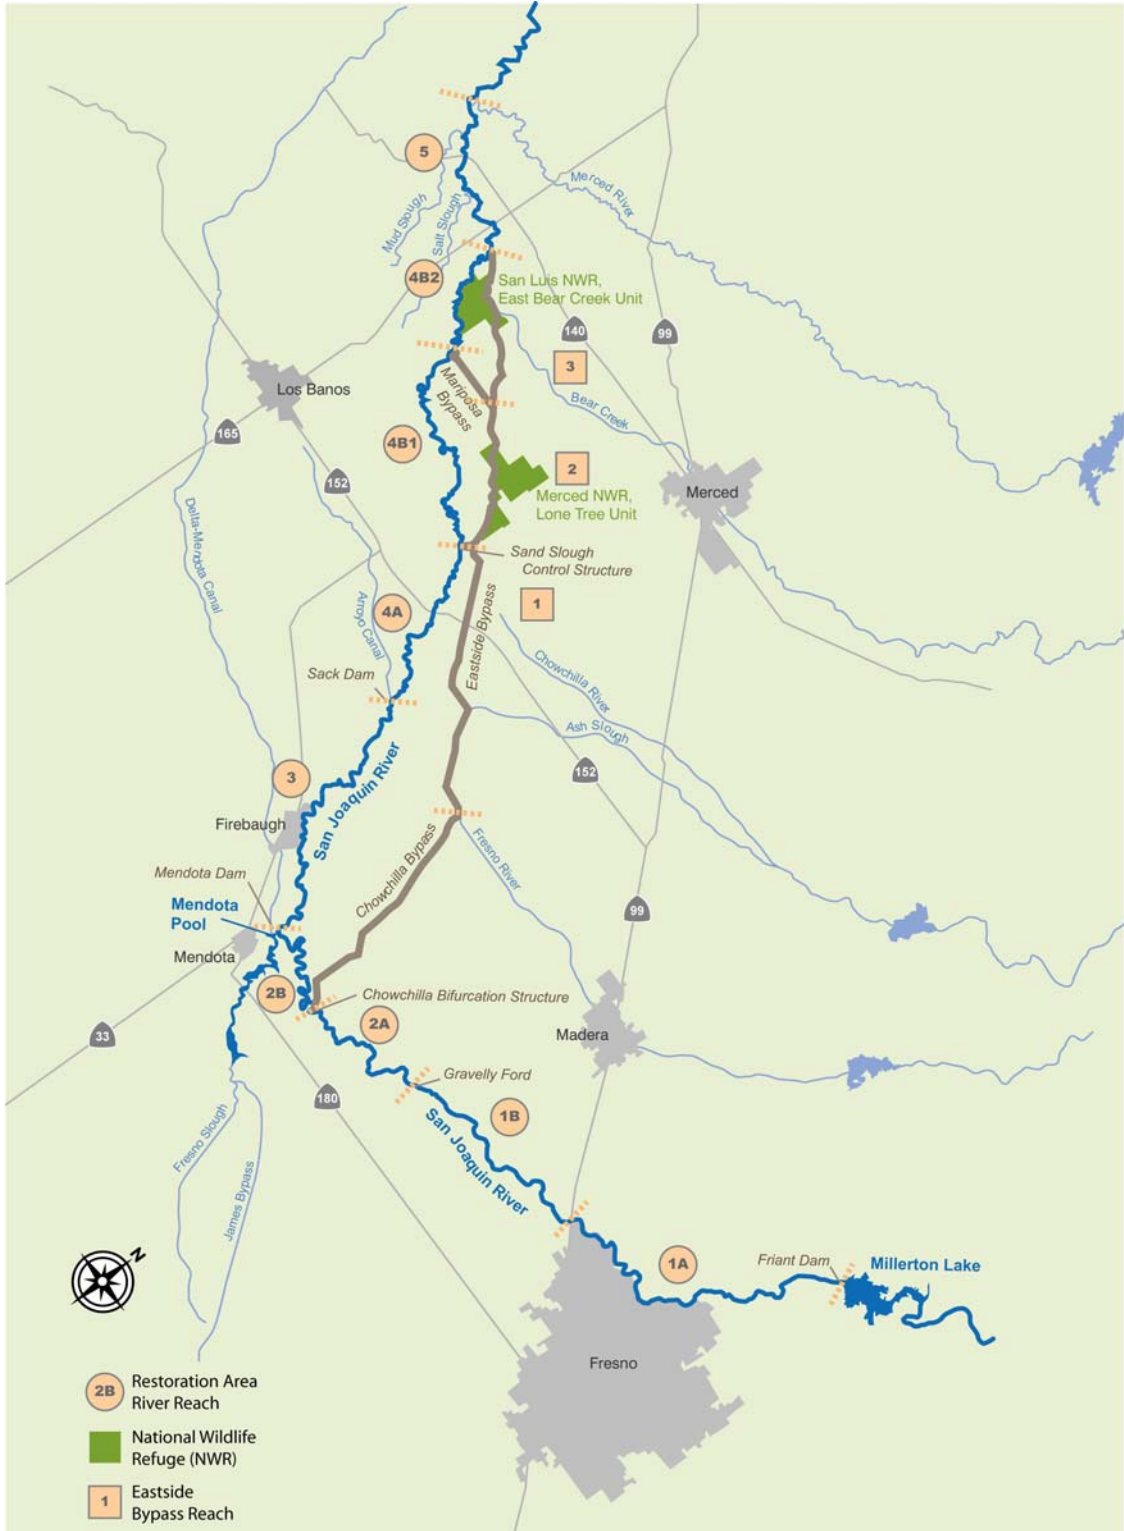 5
Merced River
Mud Slough
Salt Slough
4B2
San Luis NWR,
East Bear Creek Unit
140
99
3
Mariposa
Bypass
Los Banos
Bear Creek
165
4B1
2
152
Merced
Merced NWR,
Lone Tree Unit
Delta-Mendota Canal
Sand Slough
Control Structure
Arroyo Canal
4A
Eastside Bypass
1
Sack Dam
Chowchilla River
Ash Slough
3
San Joaquin River
152
Firebaugh
Chowchilla Bypass
Fresno River
Mendota Dam
Mendota
Pool
99
Mendota
2B
Chowchilla Bifurcation Structure
2A
33
Madera
Gravelly Ford
180
1B
Fresno Slough
San Joaquin River
James Bypass
N
1A
Friant Dam
Millerton Lake
Fresno
2B
Restoration Area
River Reach
National Wildlife
Refuge (NWR)
1
Eastside
Bypass Reach